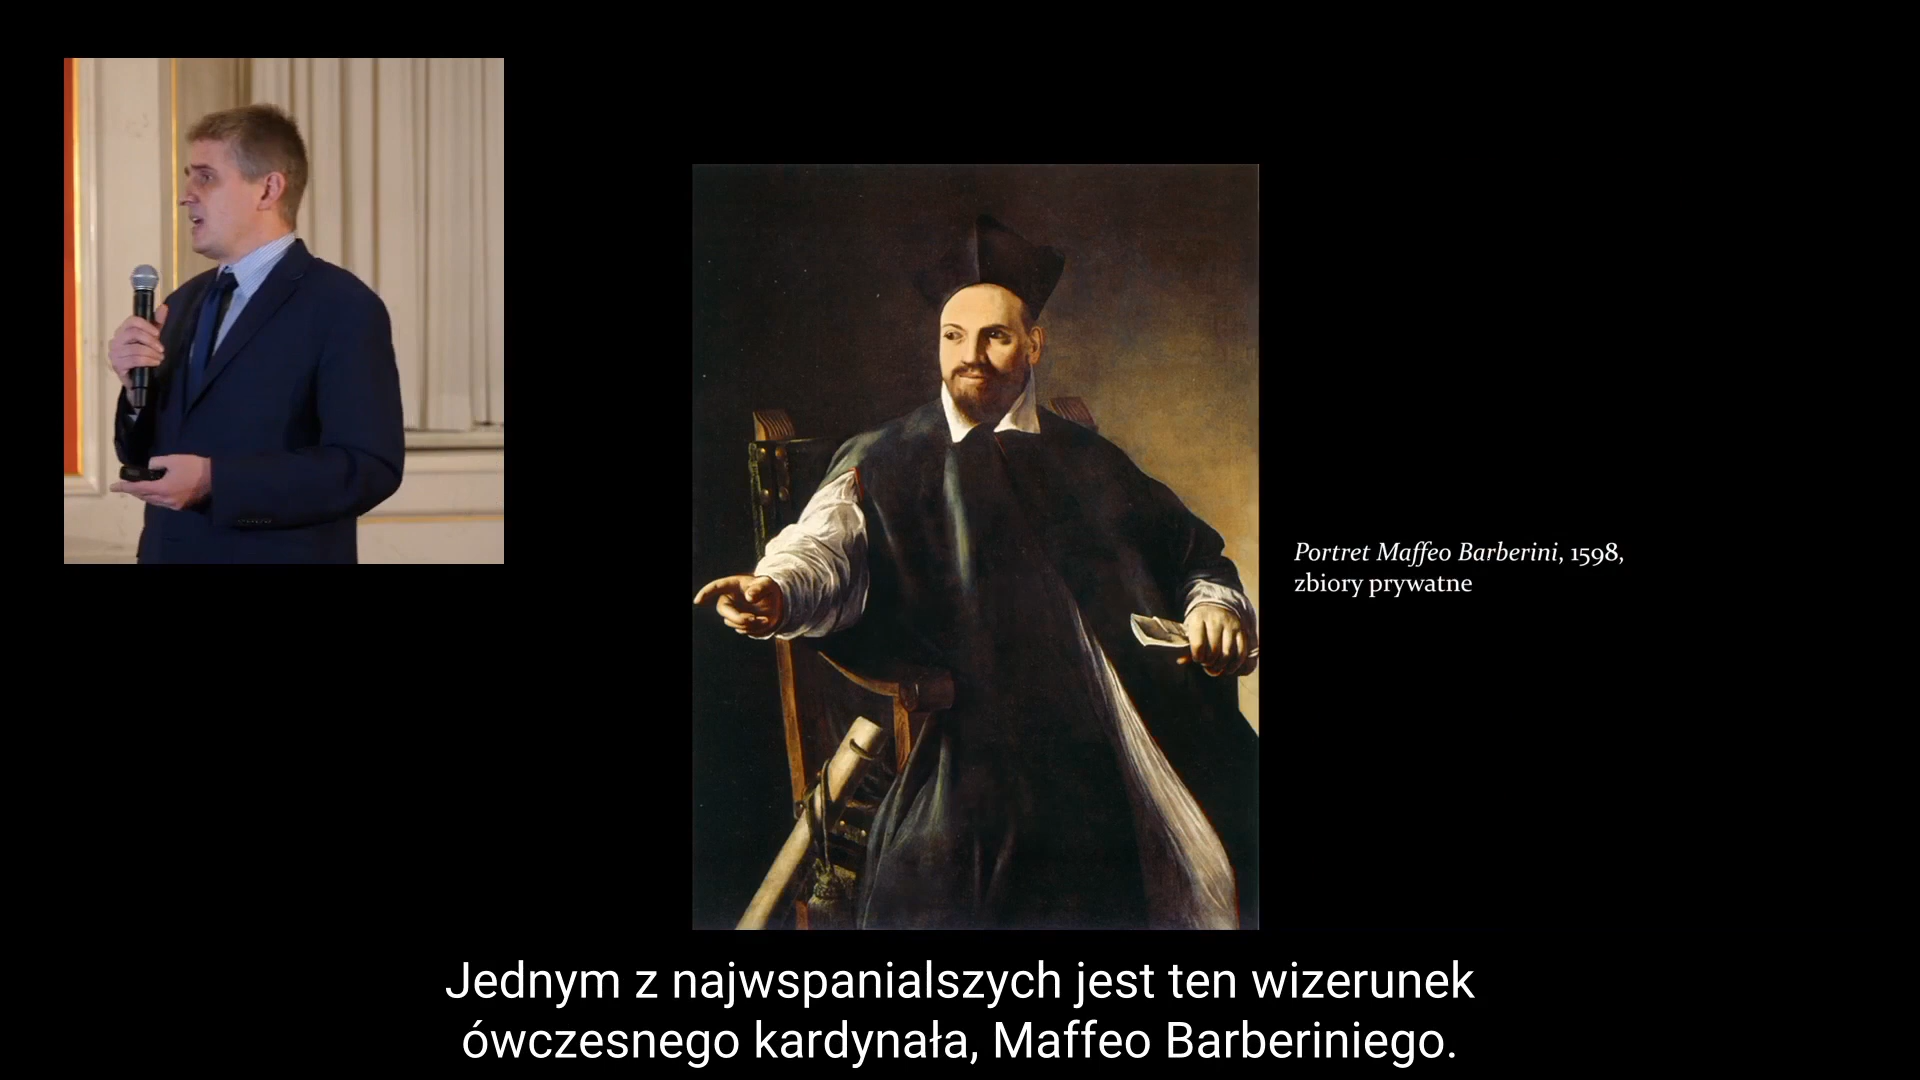 Portret Maffeo Barberini, 1598,
zbiory prywatne
Jednym z najwspanialszych jest ten wizerunek
ówczesnego kardynała, Maffeo Barberiniego.